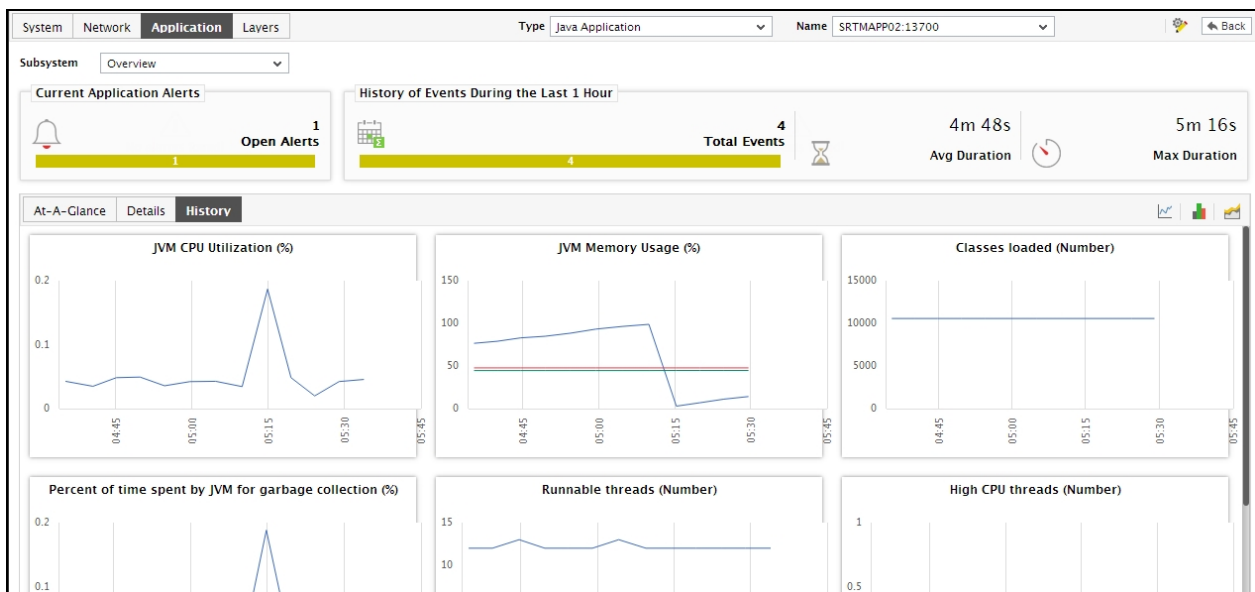 System Network Application Layers Type Java Application Name SRTMAPP02:13700 Back
Subsystem Overview
Current Application Alerts History of Events During the Last 1 Hour
1 4 4m 48s 5m 16s
Open Alerts Total Events Avg Duration Max Duration
1 4
At-A-Glance Details History
JVM CPU Utilization (%) JVM Memory Usage (%) Classes loaded (Number)
0.2 150 15000
100 10000
0.1
50 5000
0 0 0
04:45 05:00 05:15 05:30 05:45 04:45 05:00 05:15 05:30 05:45 04:45 05:00 05:15 05:30 05:45
Percent of time spent by JVM for garbage collection (%) Runnable threads (Number) High CPU threads (Number)
0.2 15 1
10
0.1 0.5